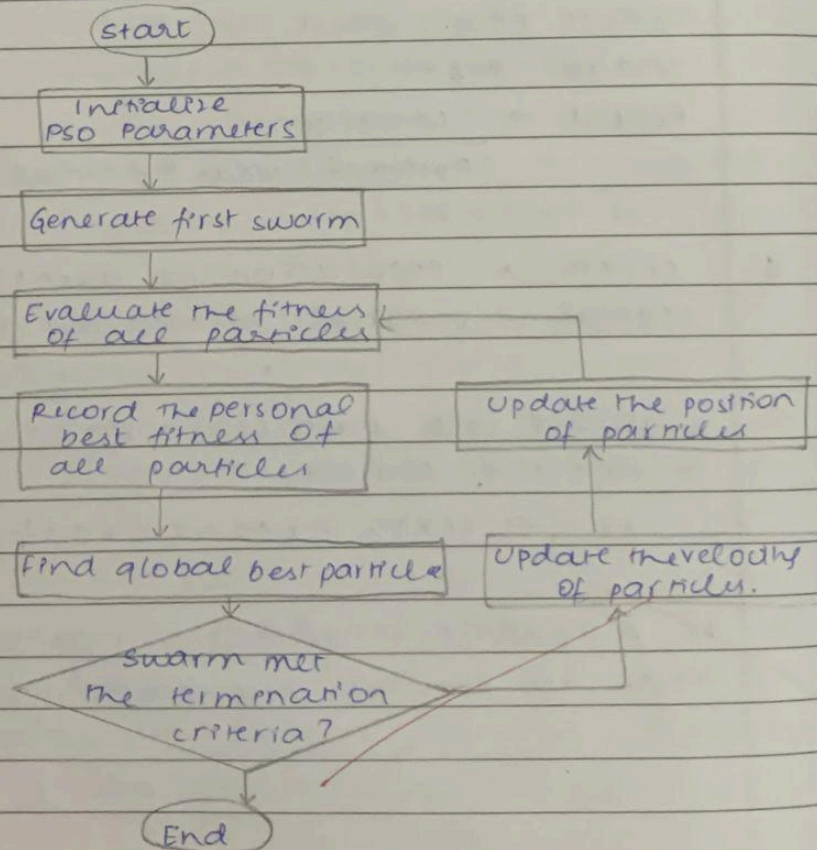 Start
Initialize
PSO Parameters
Generate first swarm
Evaluate the fitness
Of all particles
Record the personal
best fitness Of
all particles
Find global best particle
Swarm met
the termenation
criteria?
End
Update the velocity
Of particles.
Update the position
of particles